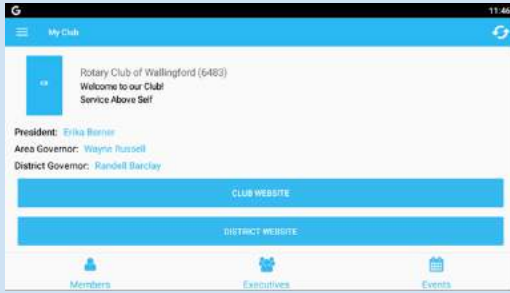 G 11:46
My Club
Rotary Club of Wallingford (6483)
Welcome to our Club!
Service Above Self
President: Erika Berner
Area Governor: Wayne Russell
District Governor: Randell Barclay
CLUB WEBSITE
DISTRICT WEBSITE
Members Executives Events